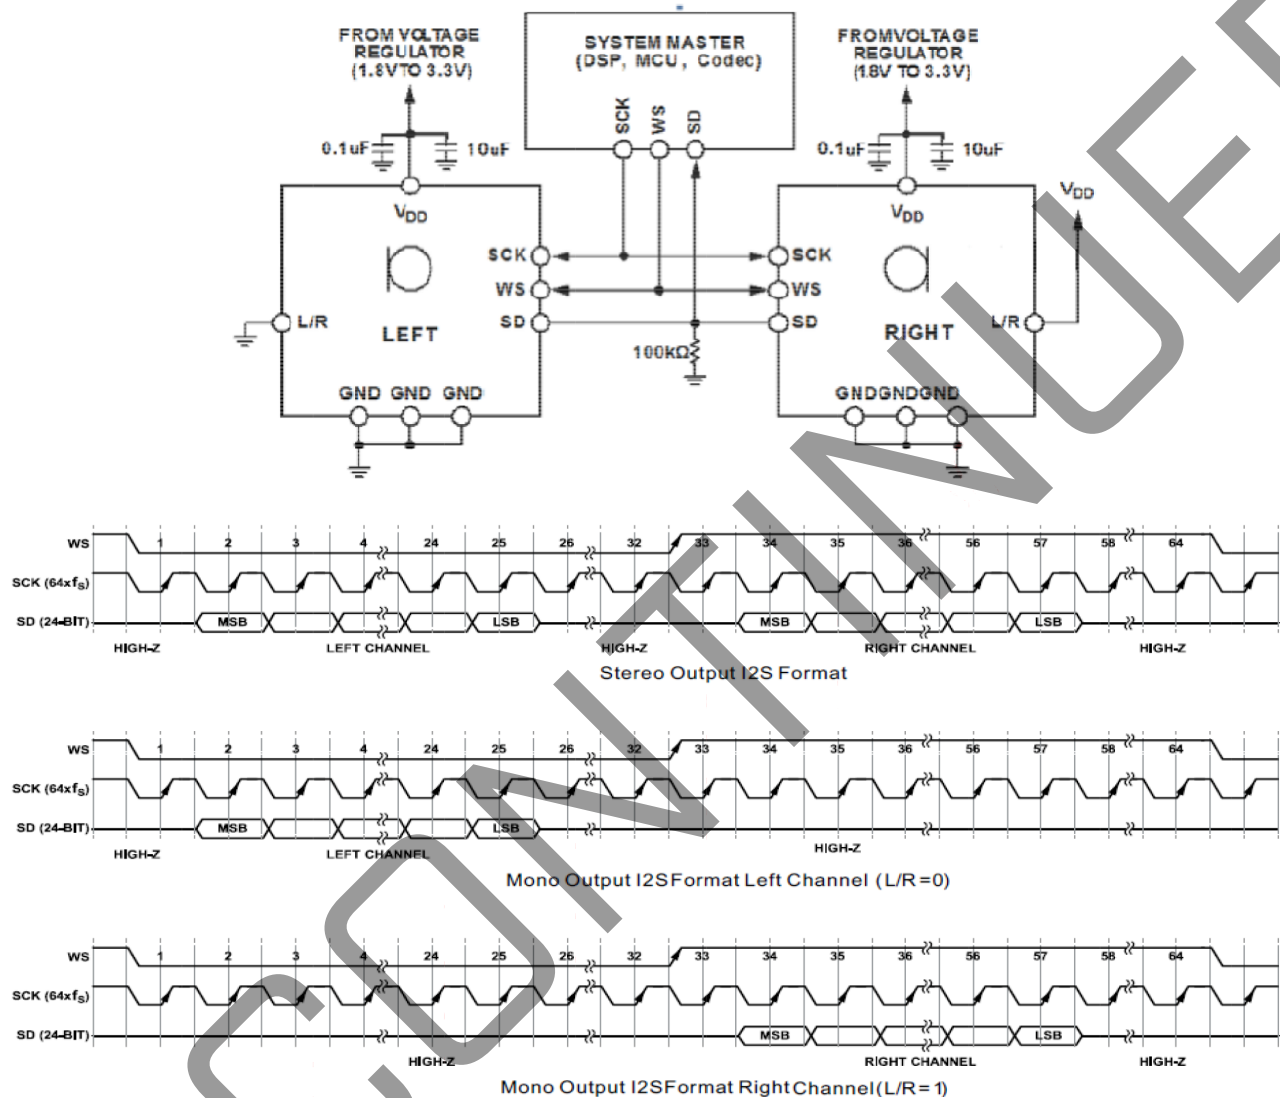 FROM VOLTAGE
REGULATOR
(1.8VTO 3.3V)
SYSTEM MASTER
(DSP, MCU, Codec)
FROMVOLTAGE
REGULATOR
(1.8V TO 3.3V)
SCK
WS
SD
0.1uF
10uF
0.1uF
10uF
VDD
VDD
VDD
SCK
SCK
WS
WS
L/R
LEFT
SD
SD
RIGHT
L/R
100kΩ
GND GND GND
GNDGNDGND
WS
1 2 3 4 24 25 26 32 33 34 35 36 56 57 58 64
SCK (64xfS)
SD (24-BIT)
MSB
LSB
MSB
LSB
HIGH-Z
LEFT CHANNEL
HIGH-Z
RIGHT CHANNEL
HIGH-Z
Stereo Output I2S Format
WS
1 2 3 4 24 25 26 32 33 34 35 36 56 57 58 64
SCK (64xfS)
SD (24-BIT)
MSB
LSB
HIGH-Z
LEFT CHANNEL
HIGH-Z
Mono Output I2SFormat Left Channel (L/R=0)
WS
1 2 3 4 24 25 26 32 33 34 35 36 56 57 58 64
SCK (64xfS)
SD (24-BIT)
MSB
LSB
HIGH-Z
RIGHT CHANNEL
HIGH-Z
Mono Output I2SFormat Right Channel(L/R=1)
CONTINUE